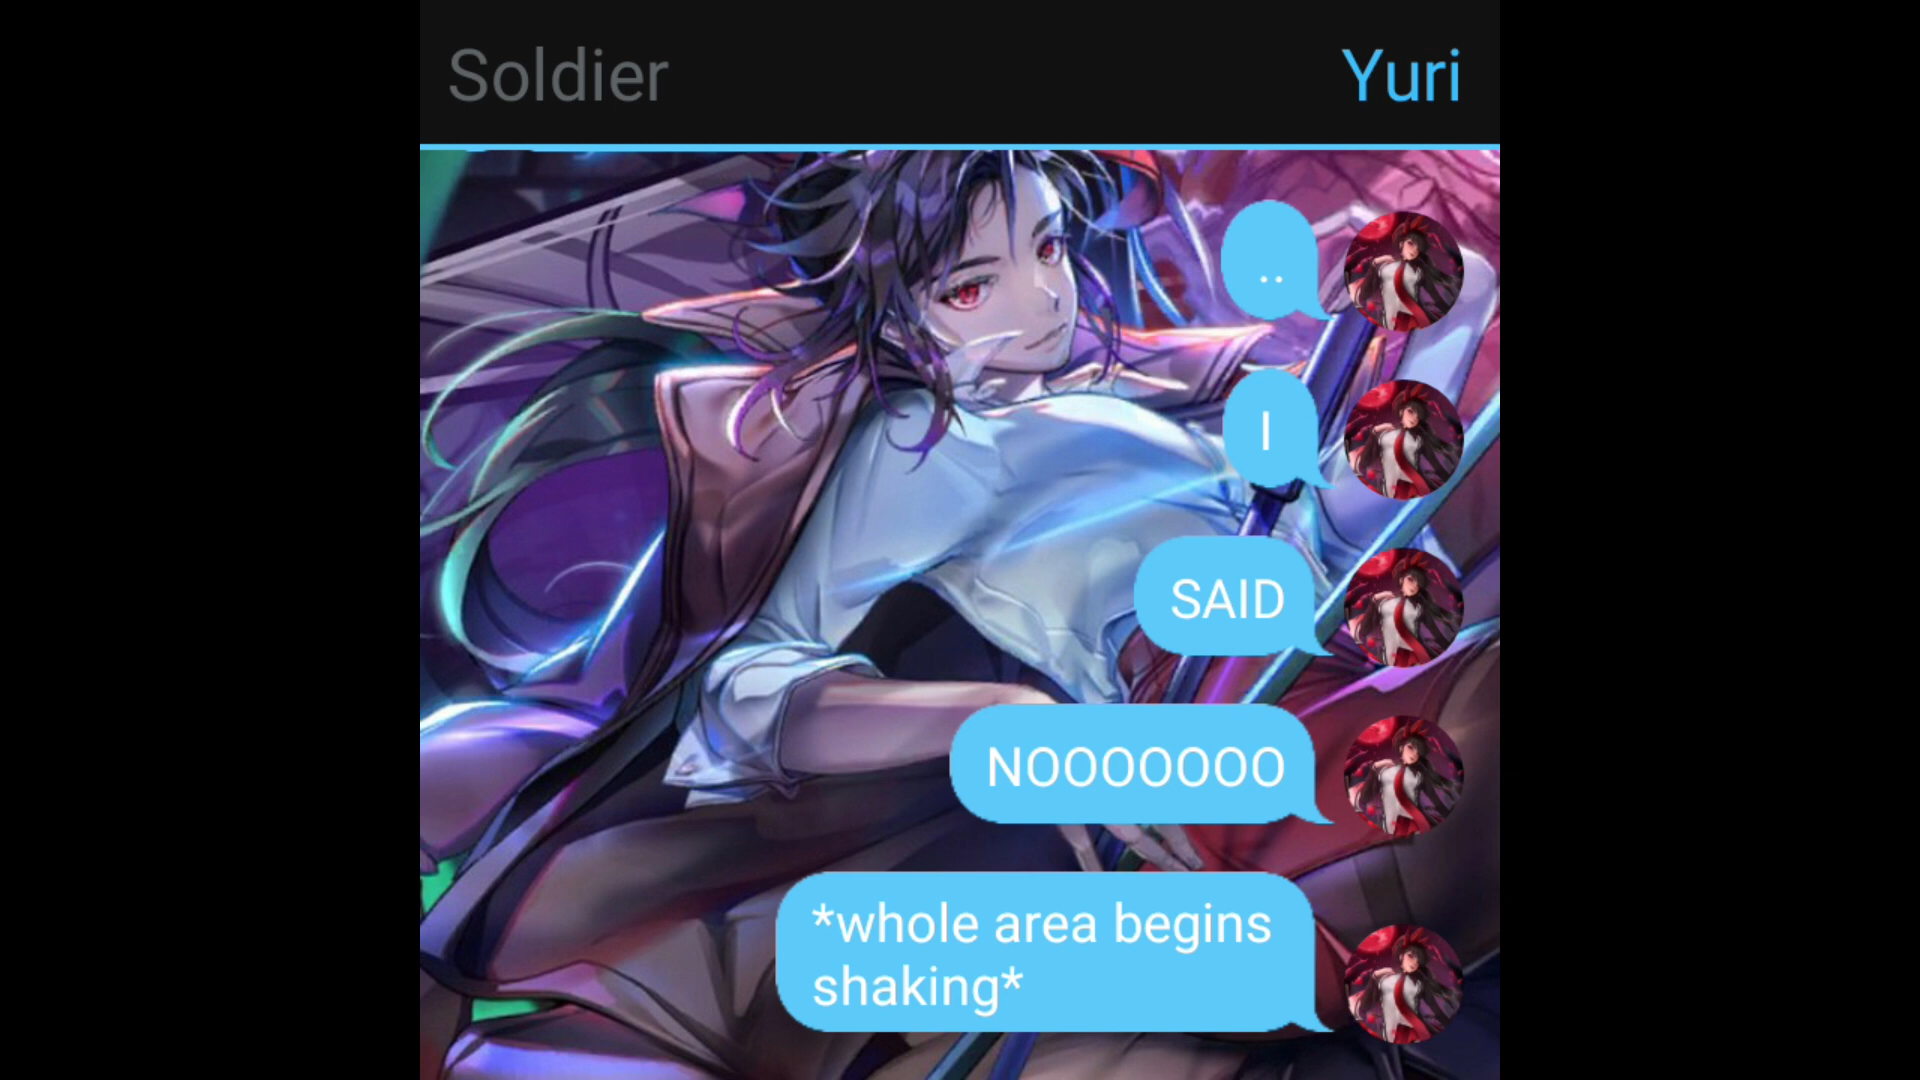 Soldier
Yuri
..
I
SAID
NOOOOOOO
*whole area begins
shaking*